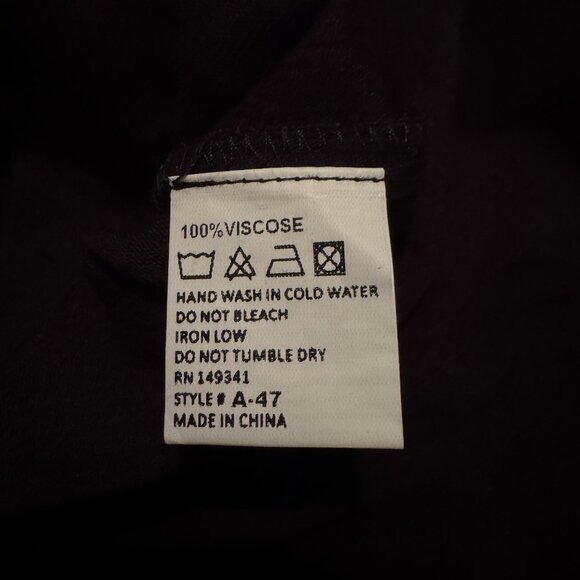 100%VISCOSE
HAND WASH IN COLD WATER
DO NOT BLEACH
IRON LOW
DO NOT TUMBLE DRY
RN 149341
STYLE# A-47
MADE IN CHINA